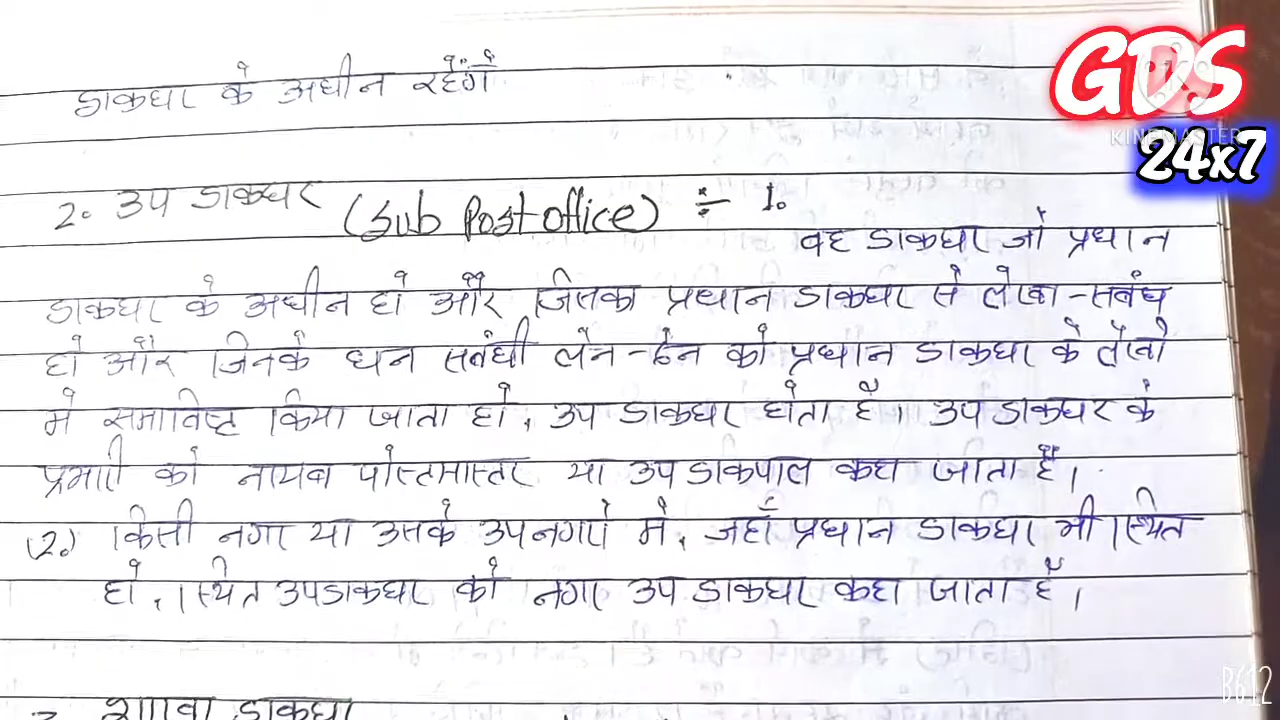 डाकघर के अधीन रहेंगे
GDS
KINEMASTER
24x7
2. उप डाकघर (Sub Post office) ÷ 1.
वह डाकघर जो प्रधान
डाकघर के अधीन हो और जिसका प्रधान डाकघर से लेखा-सबंध
हो और जिनके धन सबंधी लेन-देन को प्रधान डाकघर के लेखो
मे समाविष्ट किया जाता हो, उप डाकघर होता है। उप डाकघर के
प्रभारी को नायब पोस्टमास्टर या उप डाकपाल कहा जाता है।
(2.) किसी नगर या उसके उपनगरो मे, जहाँ प्रधान डाकघर भी स्थित
हो, स्थित उपडाकघर को नगर उप डाकघर कहा जाता है।
शाखा डाकघर
B612